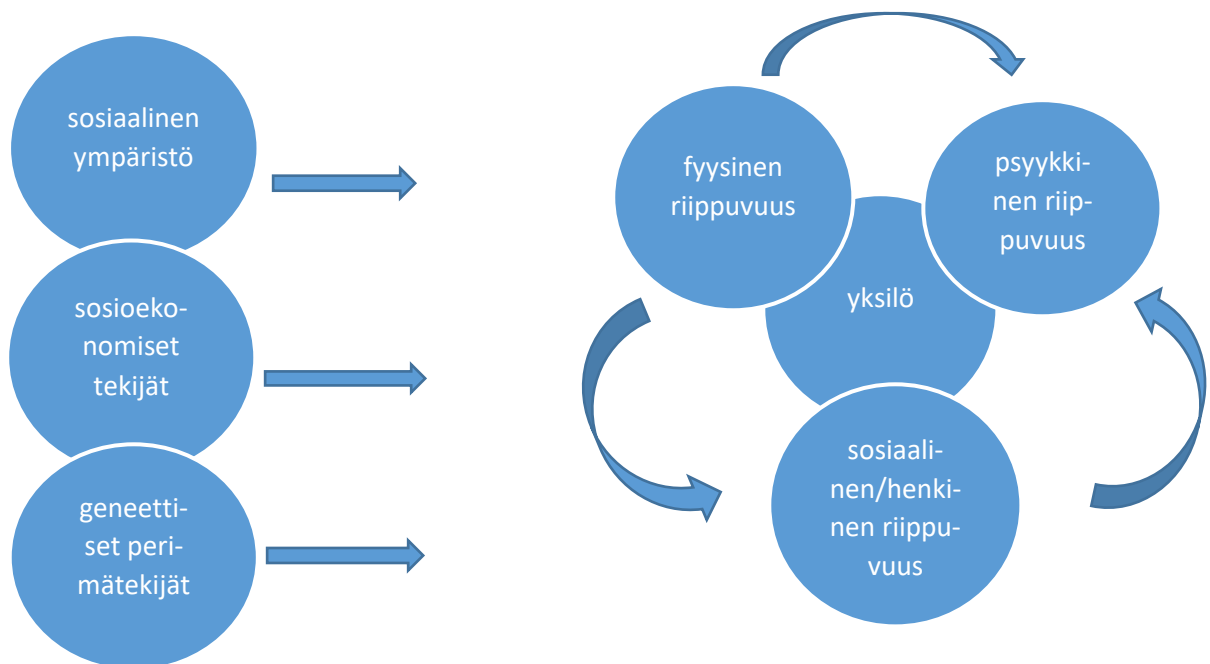 sosiaalinen
ympäristö
sosioeko-
nomiset
tekijät
geneetti-
set peri-
mätekijät
fyysinen
riippuvuus
psyykki-
nen riip-
puvuus
yksilö
sosiaali-
nen/henki-
nen riippu-
vuus